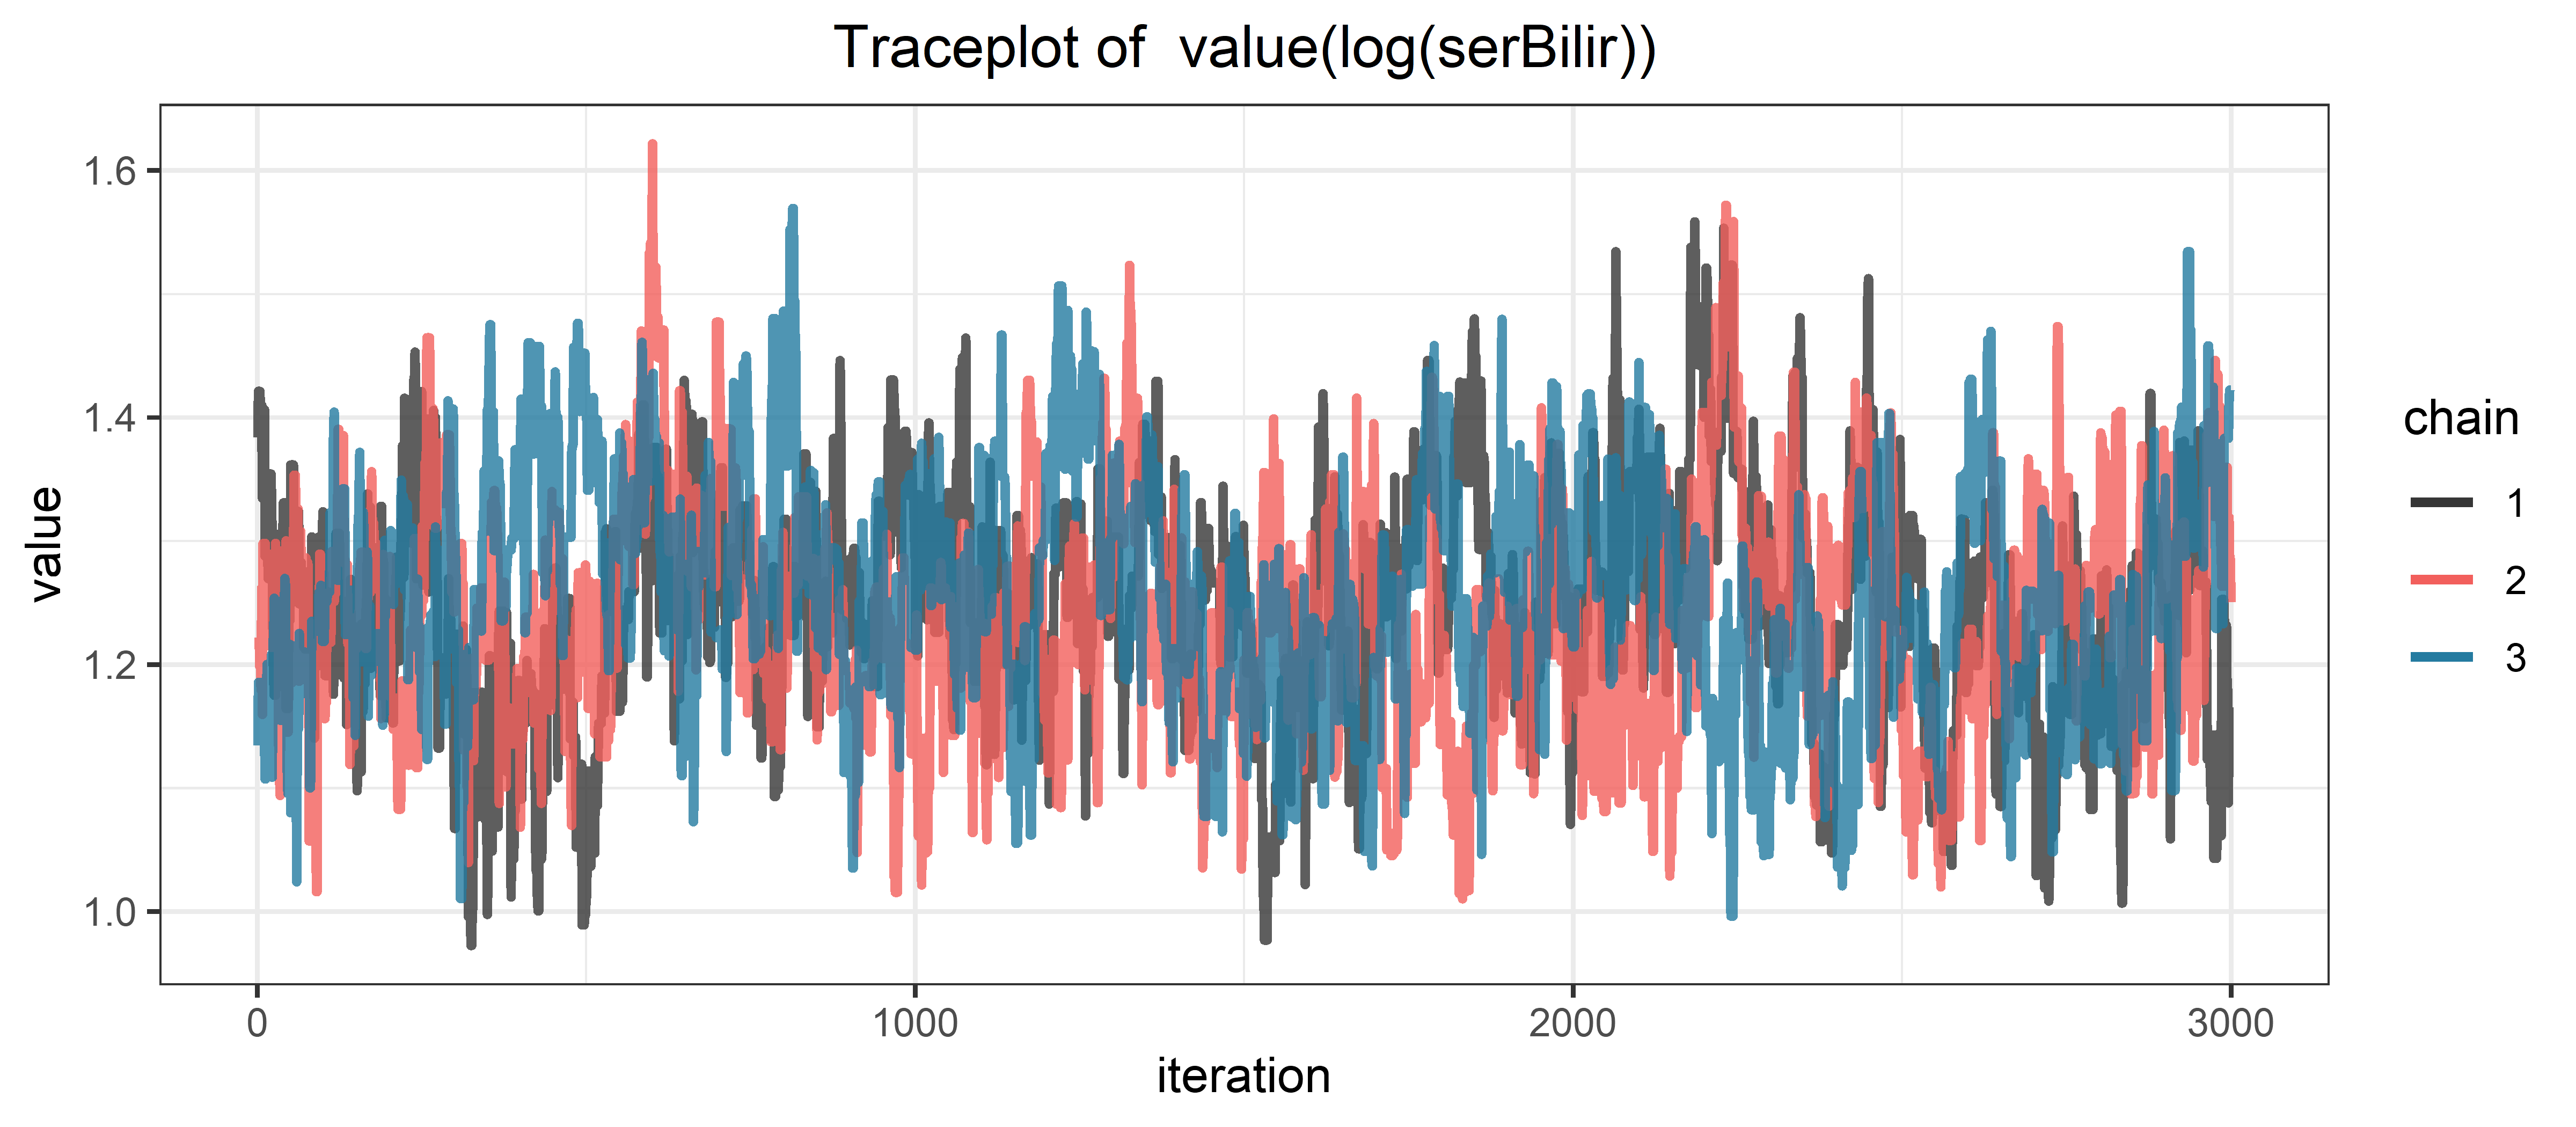 Traceplot of  value(log(serBilir))
1.6
1.4
1.2
1.0
value
0 1000 2000 3000
iteration
chain
1
2
3